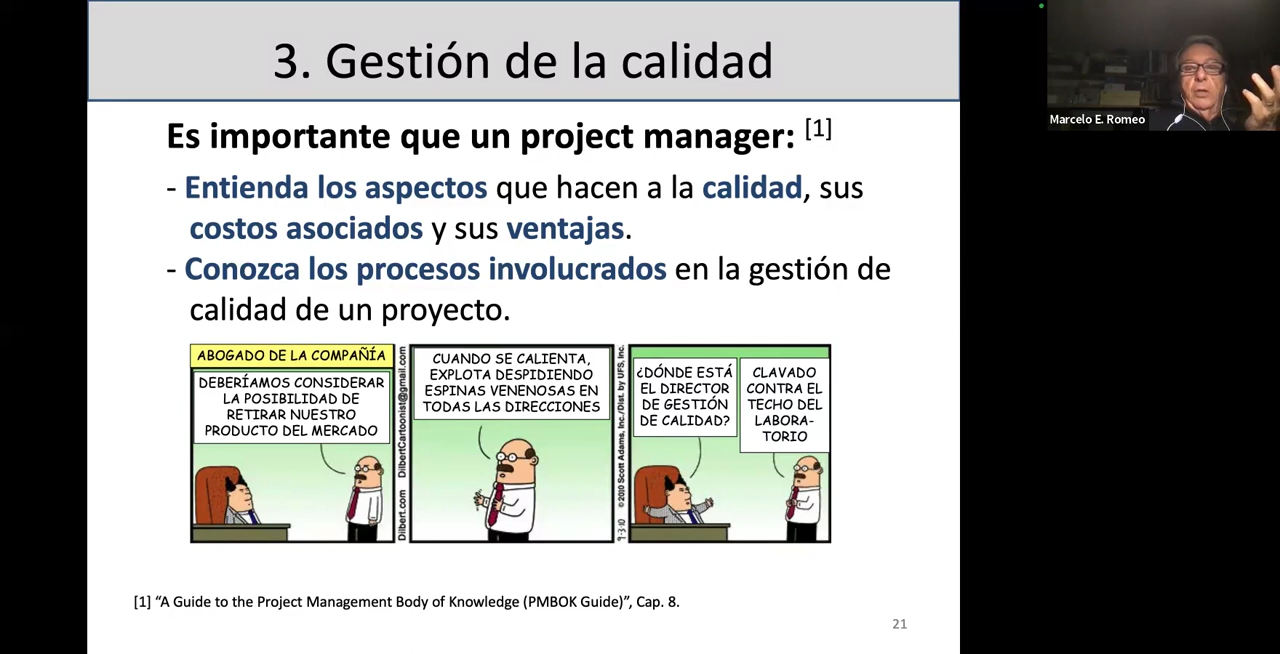 3. Gestión de la calidad
Marcelo E. Romeo
Es importante que un project manager: [1]
- Entienda los aspectos que hacen a la calidad, sus
costos asociados y sus ventajas.
- Conozca los procesos involucrados en la gestión de
calidad de un proyecto.
ABOGADO DE LA COMPAÑÍA
DEBERÍAMOS CONSIDERAR
LA POSIBILIDAD DE
RETIRAR NUESTRO
PRODUCTO DEL MERCADO
Dilbert.com DilbertCartoonist@gmail.com
CUANDO SE CALIENTA,
EXPLOTA DESPIDIENDO
ESPINAS VENENOSAS EN
TODAS LAS DIRECCIONES
9-3-10 ©2010 Scott Adams, Inc./Dist. by UFS, Inc.
¿DÓNDE ESTÁ
EL DIRECTOR
DE GESTIÓN
DE CALIDAD?
CLAVADO
CONTRA EL
TECHO DEL
LABORA-
TORIO
[1] “A Guide to the Project Management Body of Knowledge (PMBOK Guide)”, Cap. 8.
21